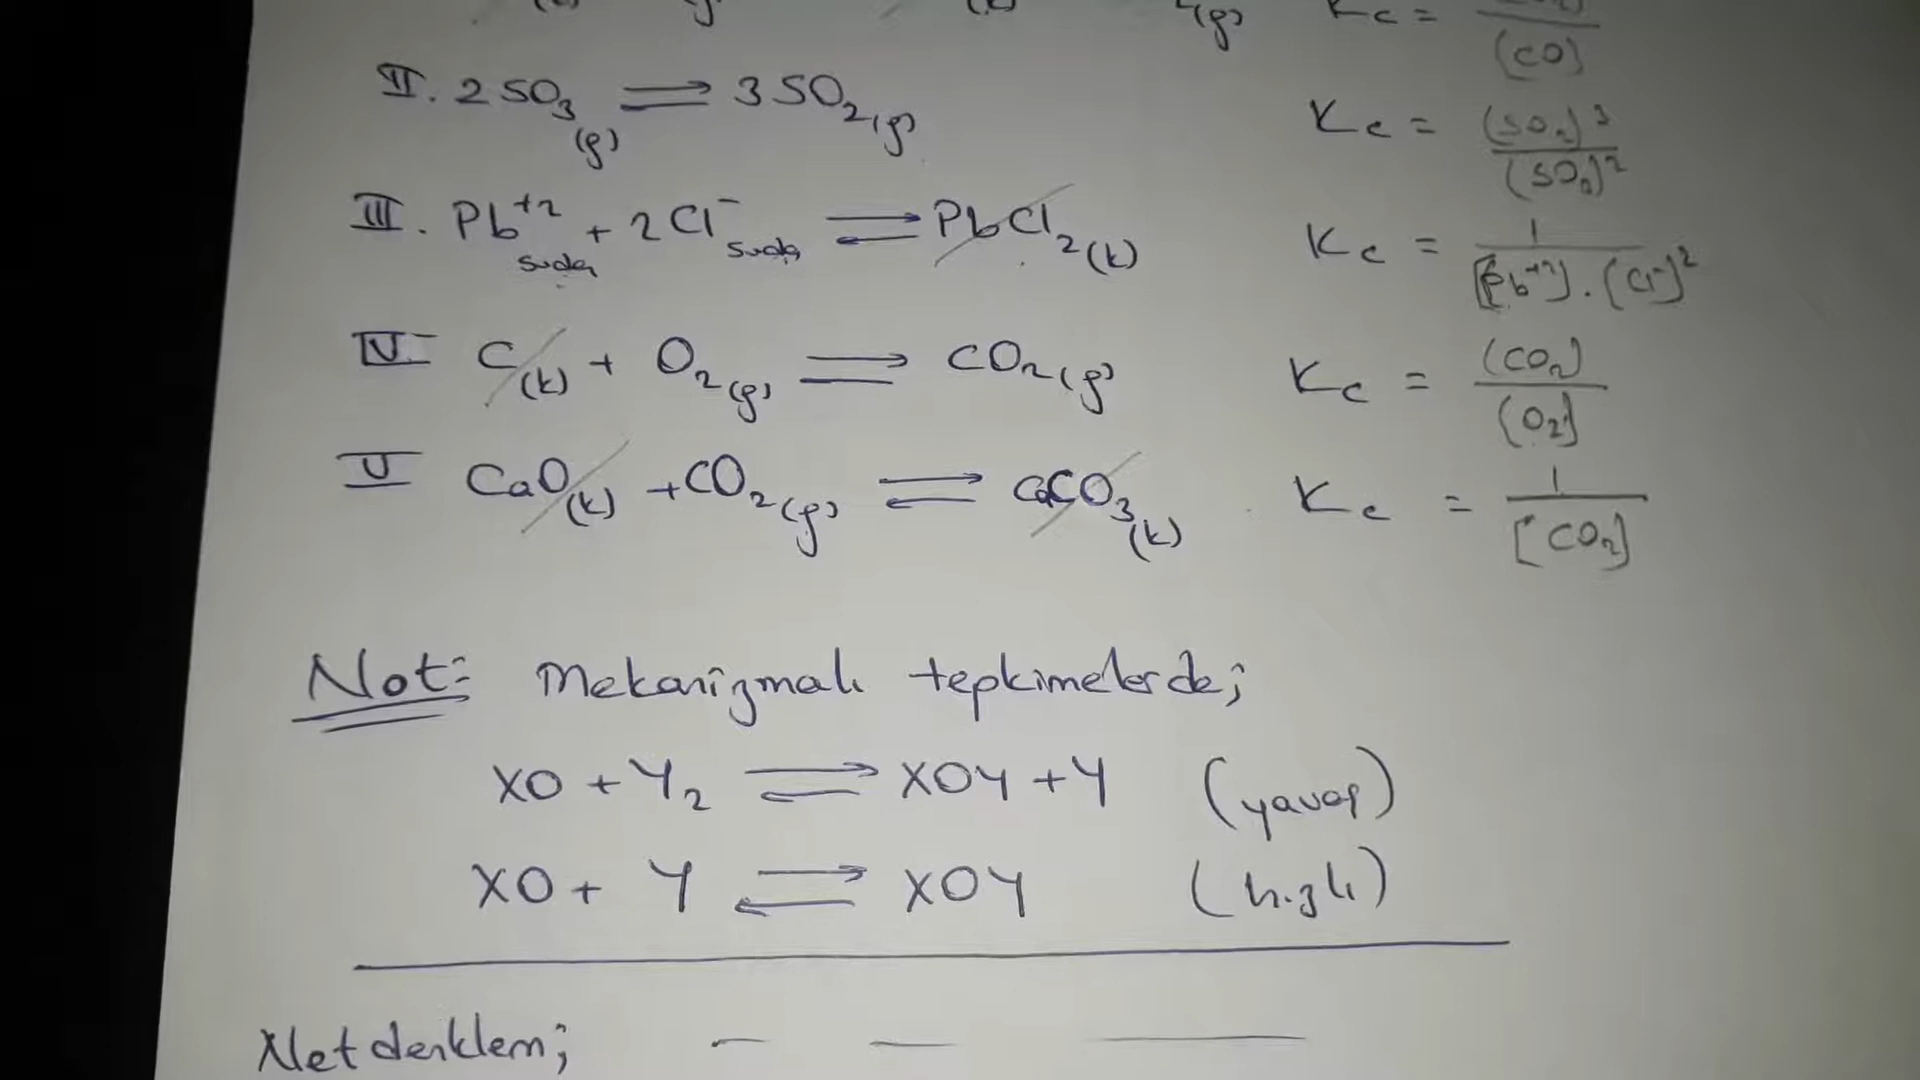 (g) Kc =
(CO)
II. 2SO3(g) ⇌ 3SO2(g) Kc = (SO2)^3 / (SO3)^2
III. Pb^+2 suda + 2Cl^- suda ⇌ PbCl2(k) Kc = 1 / [Pb^+2] . (Cl^-]^2
IV C(k) + O2(g) ⇌ CO2(g) Kc = (CO2) / (O2]
V CaO(k) + CO2(g) ⇌ CaCO3(k) Kc = 1 / [CO2]
Not: Mekanizmalı tepkimelerde;
XO + Y2 ⇌ XOY + Y (yavaş)
XO + Y ⇌ XOY (hızlı)
Net denklem;